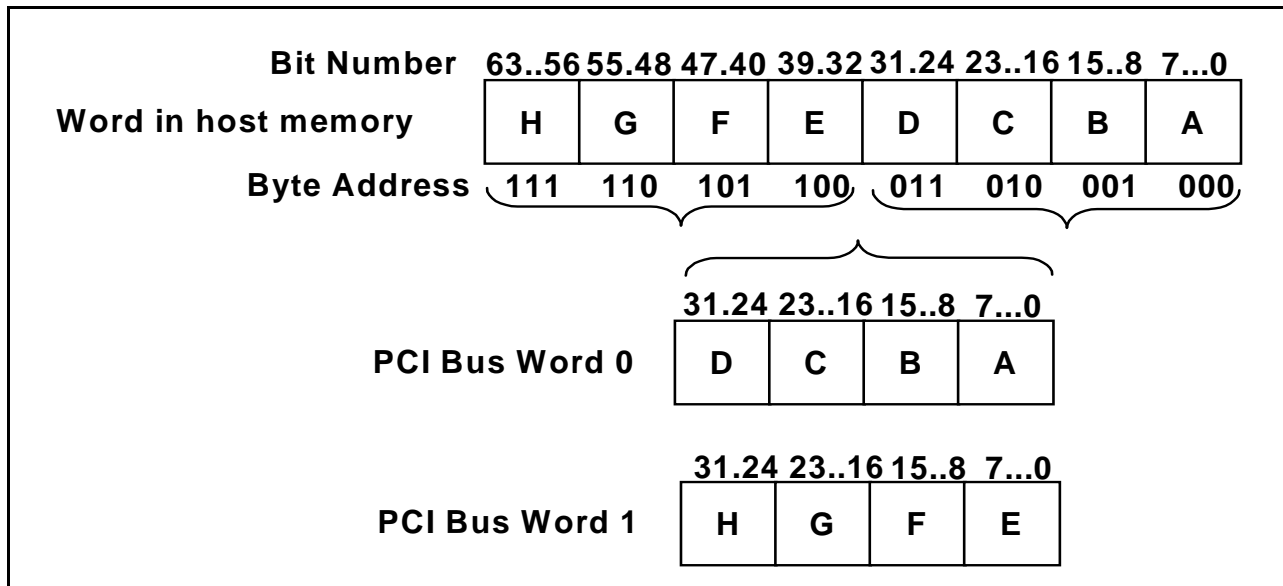 Bit Number 63..56 55.48 47.40 39.32 31.24 23..16 15..8 7...0
Word in host memory H G F E D C B A
Byte Address 111 110 101 100 011 010 001 000
31.24 23..16 15..8 7...0
PCI Bus Word 0 D C B A
31.24 23..16 15..8 7...0
PCI Bus Word 1 H G F E